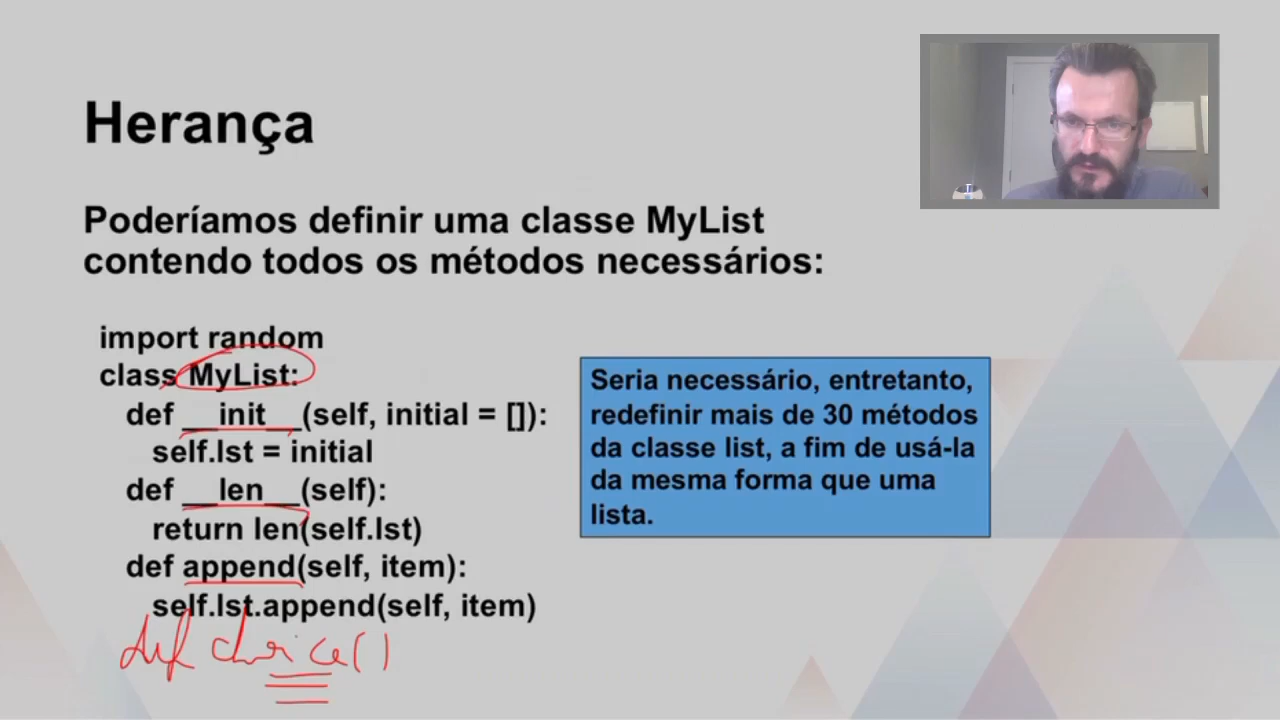 Herança
Poderíamos definir uma classe MyList
contendo todos os métodos necessários:
import random
class MyList:
def __init__(self, initial = []):
self.lst = initial
def __len__(self):
return len(self.lst)
def append(self, item):
self.lst.append(self, item)
def choice()
Seria necessário, entretanto,
redefinir mais de 30 métodos
da classe list, a fim de usá-la
da mesma forma que uma
lista.